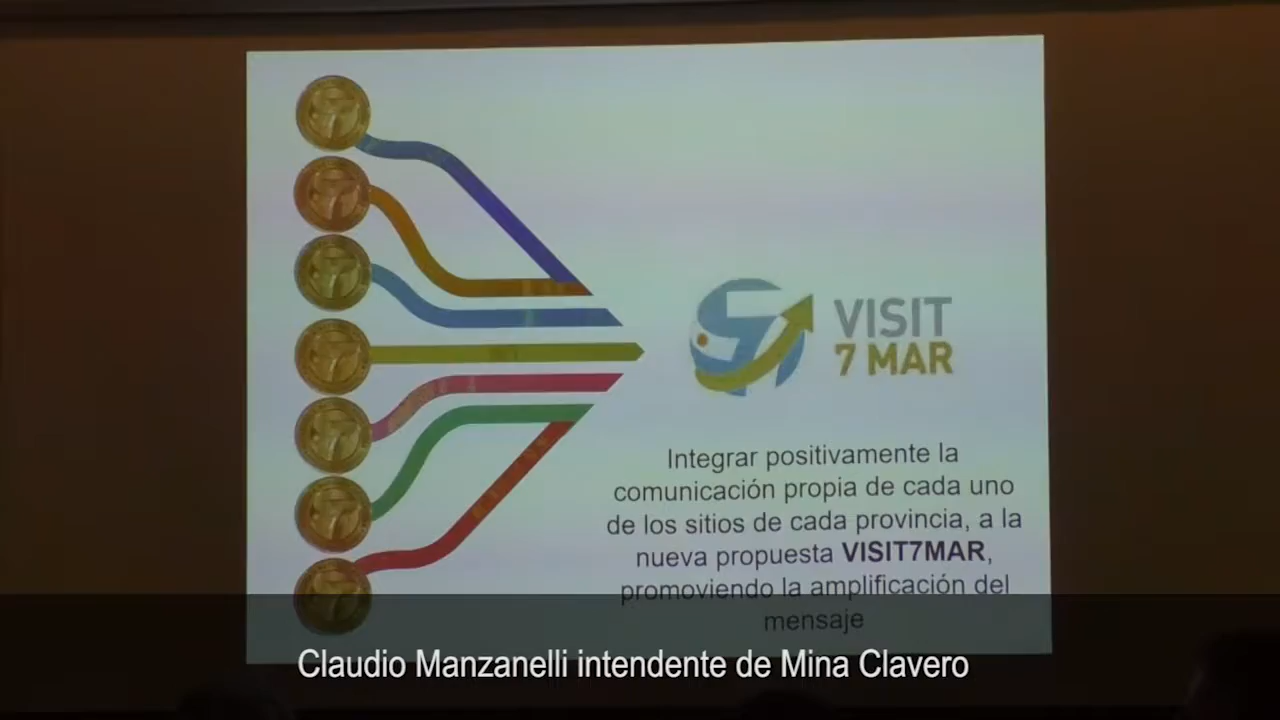 VISIT
7 MAR
Integrar positivamente la
comunicación propia de cada uno
de los sitios de cada provincia, a la
nueva propuesta VISIT7MAR,
promoviendo la amplificación del
mensaje
Claudio Manzanelli intendente de Mina Clavero